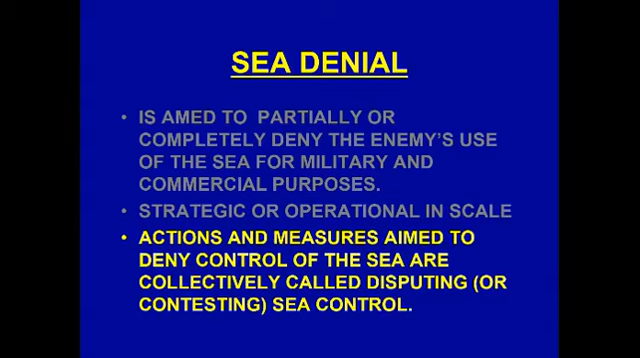 SEA DENIAL
• IS AMED TO PARTIALLY OR
COMPLETELY DENY THE ENEMY'S USE
OF THE SEA FOR MILITARY AND
COMMERCIAL PURPOSES.
• STRATEGIC OR OPERATIONAL IN SCALE
• ACTIONS AND MEASURES AIMED TO
DENY CONTROL OF THE SEA ARE
COLLECTIVELY CALLED DISPUTING (OR
CONTESTING) SEA CONTROL.